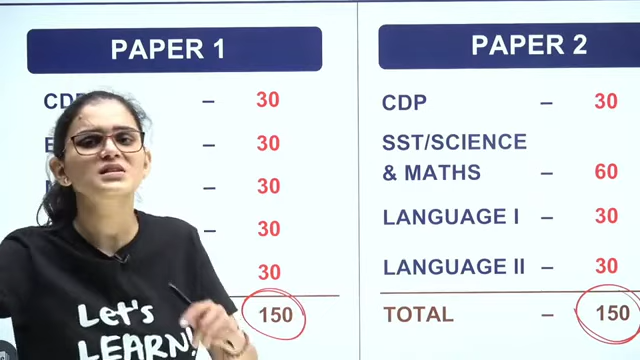 PAPER 1
– 30
– 30
– 30
– 30
30
150
PAPER 2
CDP – 30
SST/SCIENCE
& MATHS – 60
LANGUAGE I – 30
LANGUAGE II – 30
TOTAL – 150
Let's
LEARN!